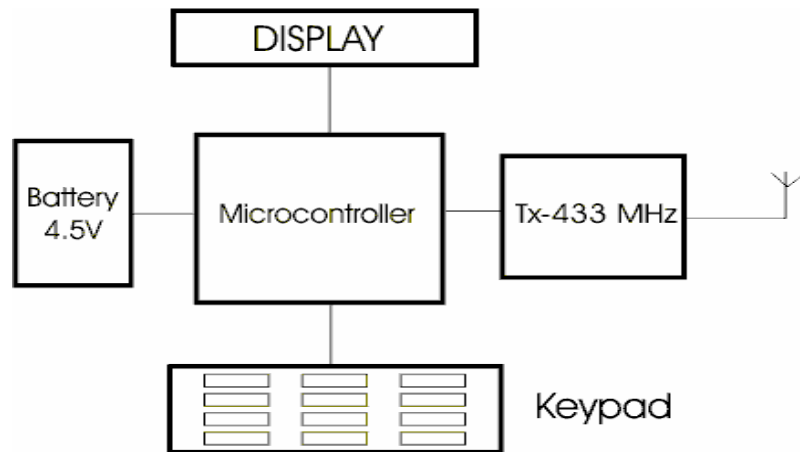 DISPLAY
Battery
4.5V
Microcontroller
Tx-433 MHz
Keypad